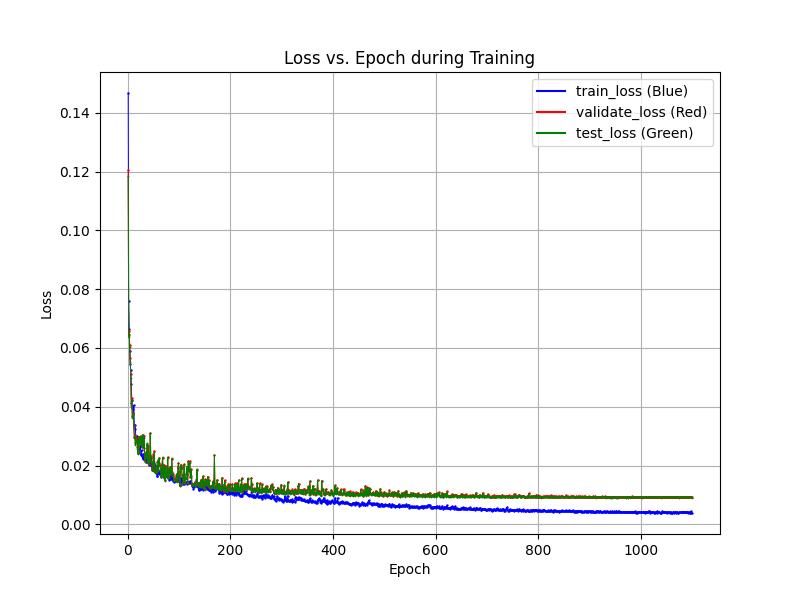 Loss vs. Epoch during Training
train_loss (Blue)
validate_loss (Red)
test_loss (Green)
0.14
0.12
0.10
0.08
0.06
0.04
0.02
0.00
Loss
0 200 400 600 800 1000
Epoch